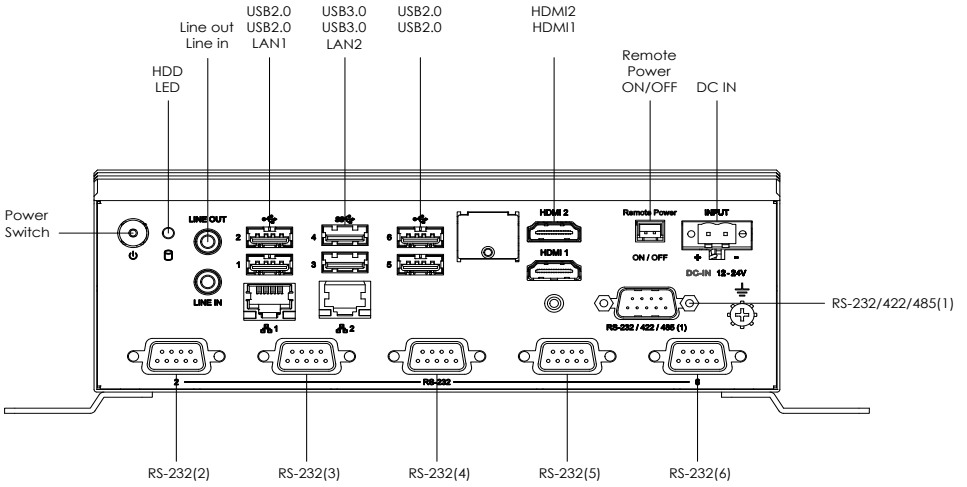 USB2.0
USB2.0
LAN1
USB3.0
USB3.0
LAN2
USB2.0
USB2.0
HDMI2
HDMI1
Line out
Line in
Remote
Power
ON/OFF
DC IN
HDD
LED
Power
Switch
LINE OUT
HDMI 2
Remote Power
INPUT
2
4
6
1
3
5
HDMI 1
ON / OFF
+ -
DC-IN 12-24V
LINE IN
1
2
RS-232 / 422 / 485 (1)
RS-232/422/485(1)
2 RS-232 6
RS-232(2)
RS-232(3)
RS-232(4)
RS-232(5)
RS-232(6)